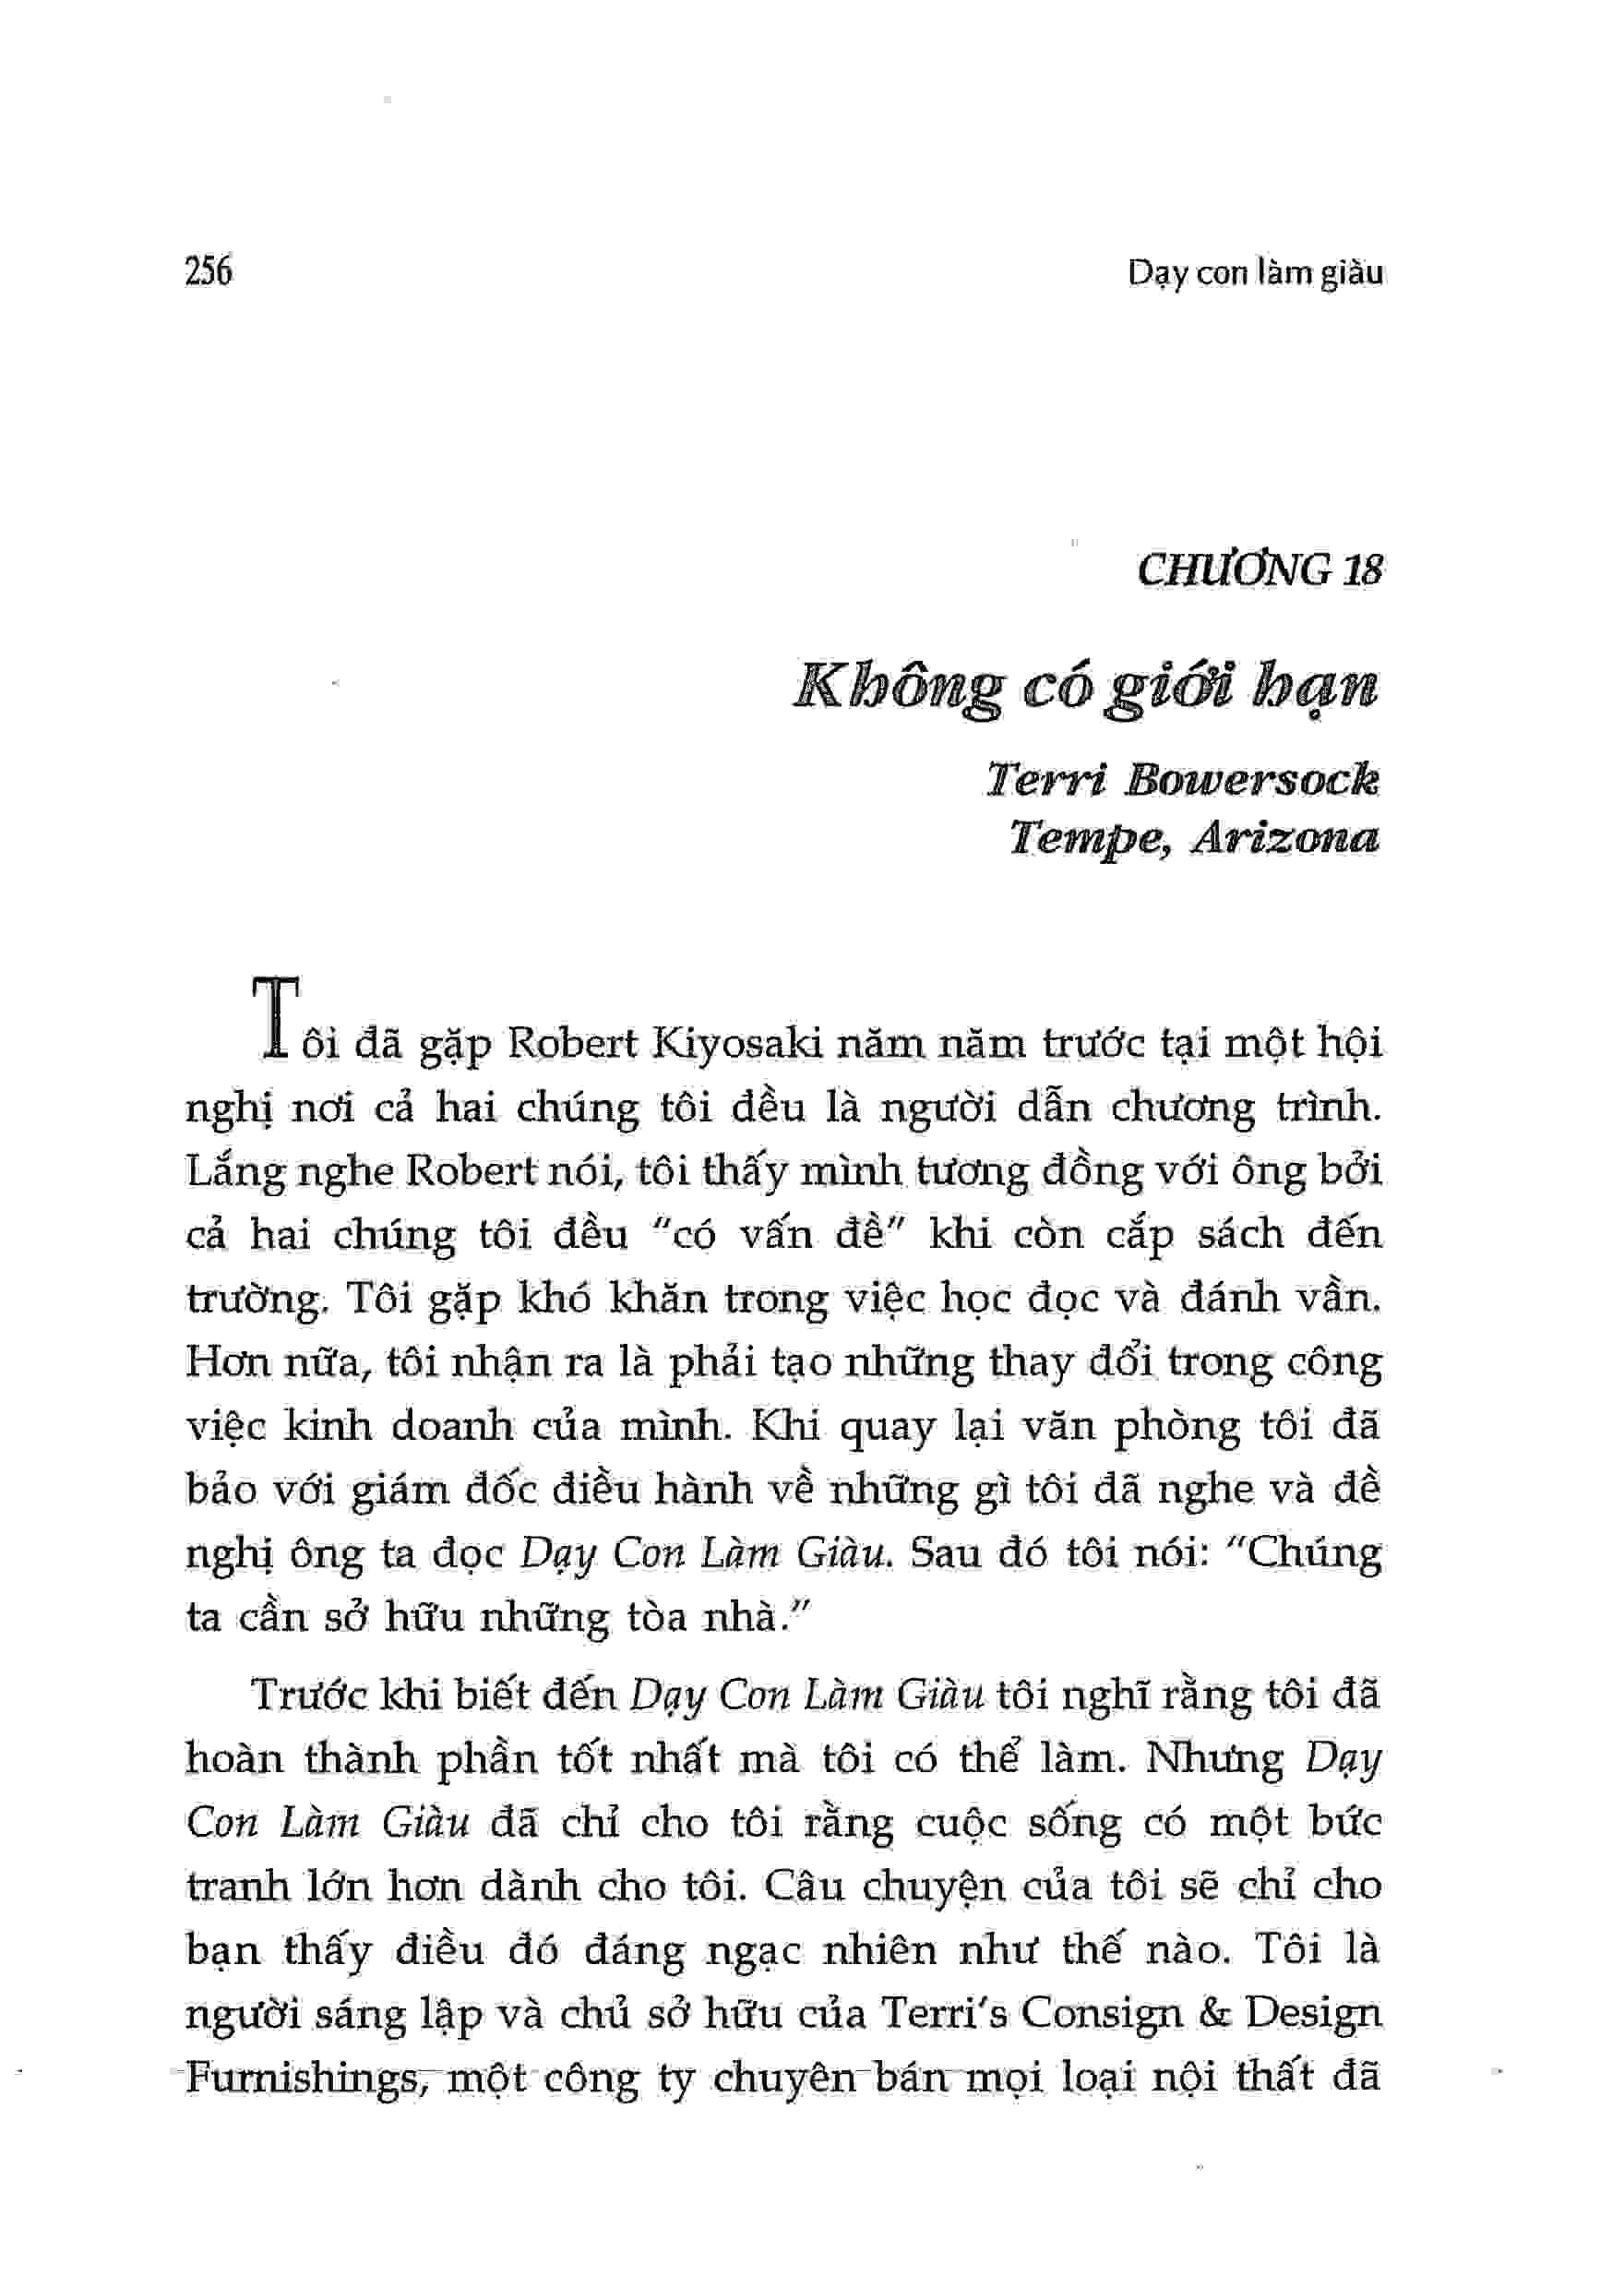 256
Dạy con làm giàu
CHƯƠNG 18
Không có giới hạn
Terri Bowersock
Tempe, Arizona
Tôi đã gặp Robert Kiyosaki năm năm trước tại một hội
nghị nơi cả hai chúng tôi đều là người dẫn chương trình.
Lắng nghe Robert nói, tôi thấy mình tương đồng với ông bởi
cả hai chúng tôi đều "có vấn đề" khi còn cắp sách đến
trường. Tôi gặp khó khăn trong việc học đọc và đánh vần.
Hơn nữa, tôi nhận ra là phải tạo những thay đổi trong công
việc kinh doanh của mình. Khi quay lại văn phòng tôi đã
bảo với giám đốc điều hành về những gì tôi đã nghe và đề
nghị ông ta đọc Dạy Con Làm Giàu. Sau đó tôi nói: "Chúng
ta cần sở hữu những tòa nhà."
Trước khi biết đến Dạy Con Làm Giàu tôi nghĩ rằng tôi đã
hoàn thành phần tốt nhất mà tôi có thể làm. Nhưng Dạy
Con Làm Giàu đã chỉ cho tôi rằng cuộc sống có một bức
tranh lớn hơn dành cho tôi. Câu chuyện của tôi sẽ chỉ cho
bạn thấy điều đó đáng ngạc nhiên như thế nào. Tôi là
người sáng lập và chủ sở hữu của Terri's Consign & Design
Furnishings, một công ty chuyên bán mọi loại nội thất đã